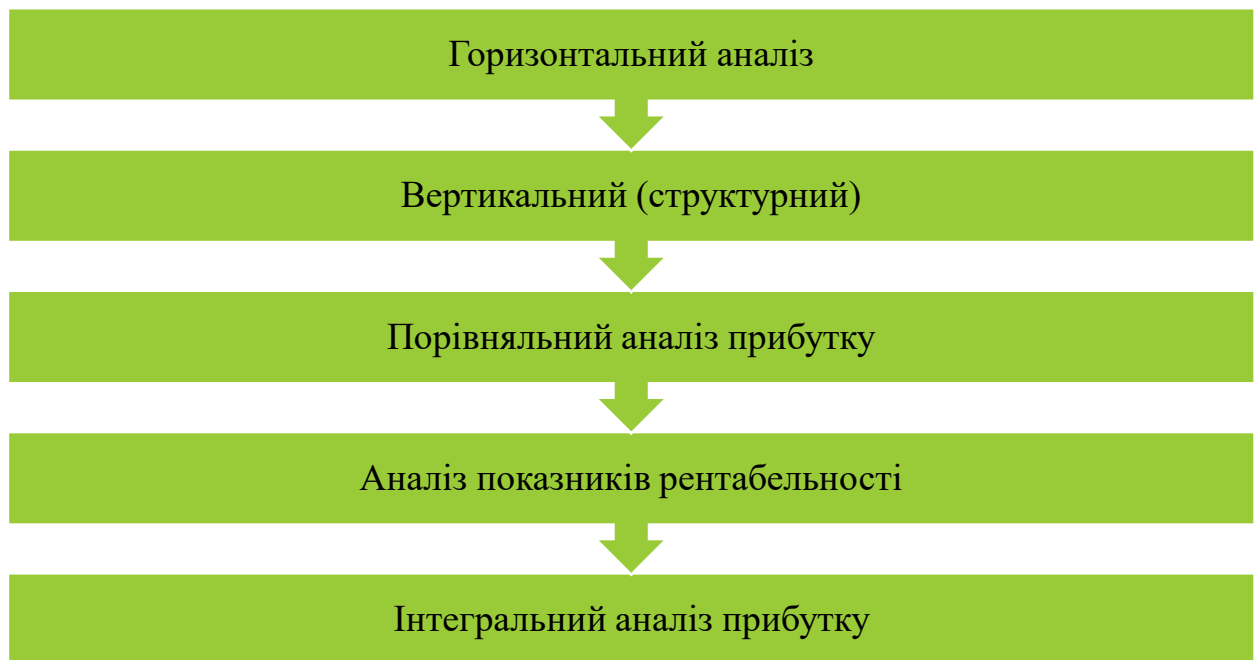 Горизонтальний аналіз
Вертикальний (структурний)
Порівняльний аналіз прибутку
Аналіз показників рентабельності
Інтегральний аналіз прибутку